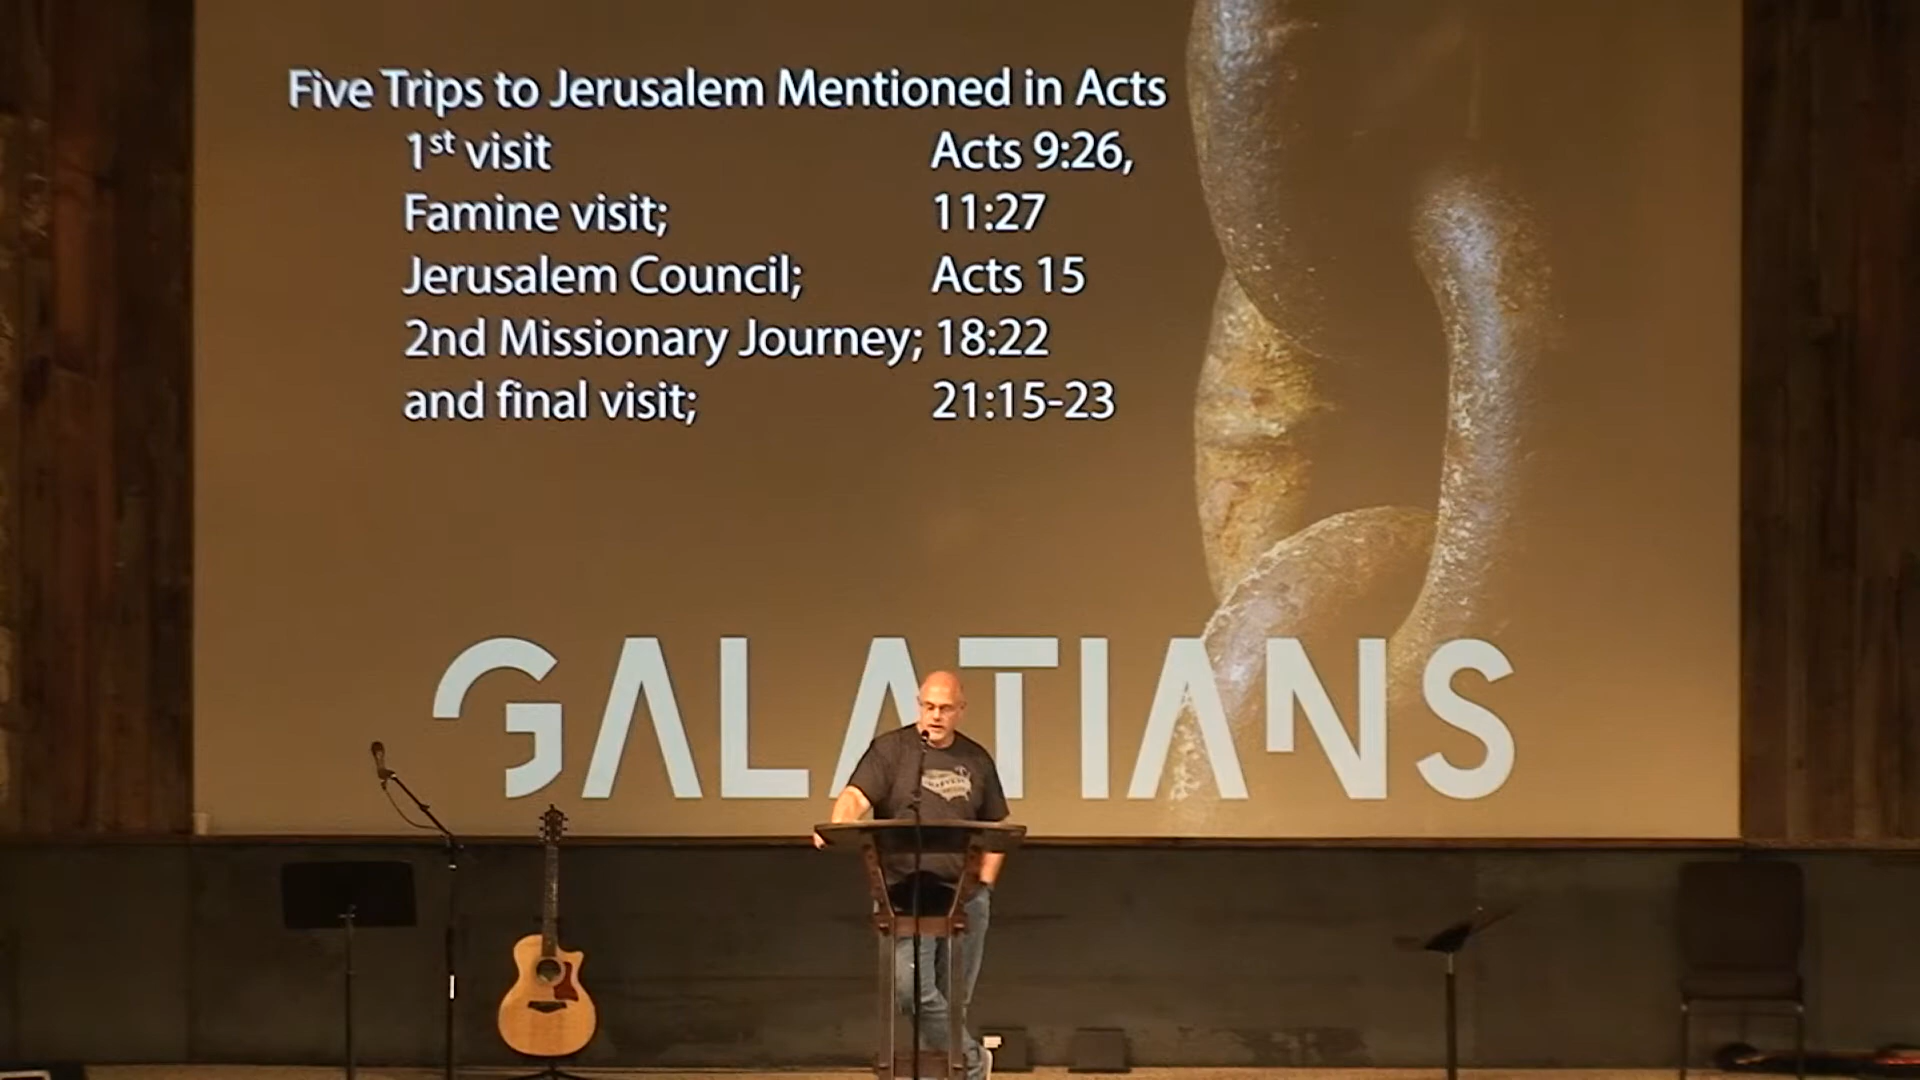 Five Trips to Jerusalem Mentioned in Acts
1st visit Acts 9:26,
Famine visit; 11:27
Jerusalem Council; Acts 15
2nd Missionary Journey; 18:22
and final visit; 21:15-23
GALATIANS